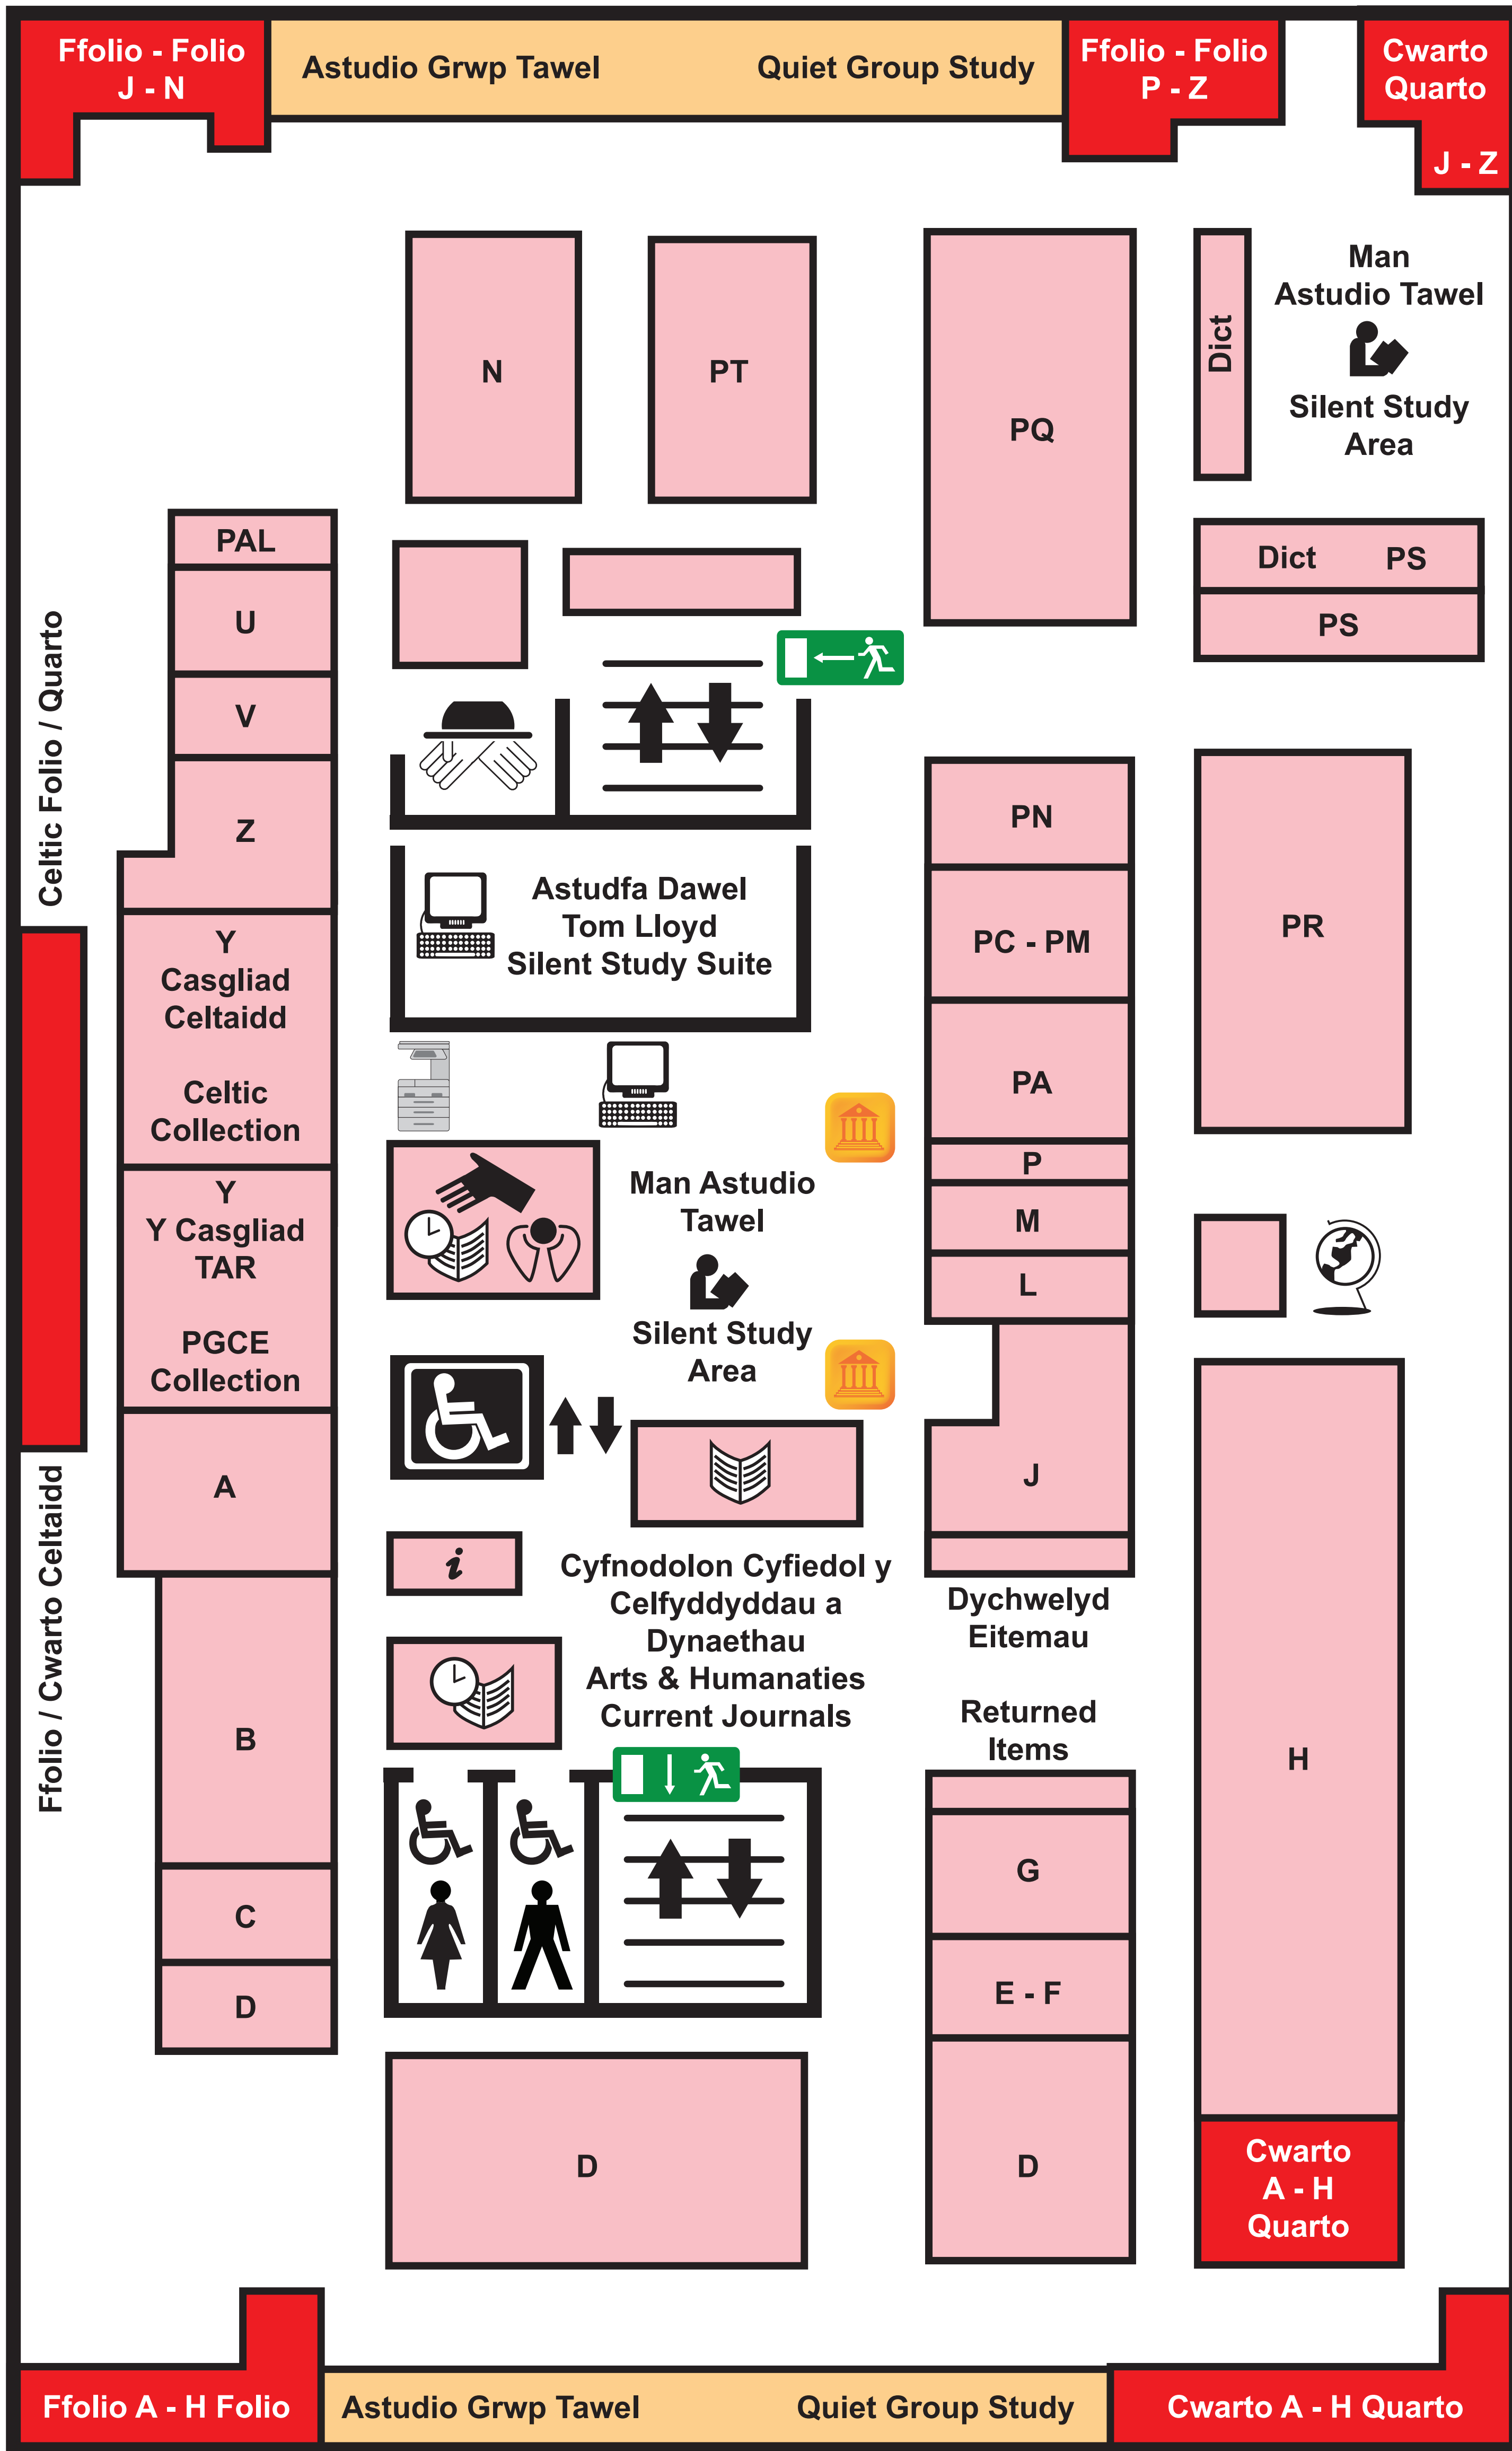 Ffolio - Folio
J - N
Astudio Grwp Tawel
Quiet Group Study
Ffolio - Folio
P - Z
Cwarto
Quarto
J - Z
N
PT
PQ
Dict
Man
Astudio Tawel
Silent Study
Area
PAL
U
V
Z
Dict
PS
PS
Celtic Folio / Quarto
Y
Casgliad
Celtaidd
Celtic
Collection
Y
Y Casgliad
TAR
PGCE
Collection
A
B
C
D
Ffolio / Cwarto Celtaidd
Astudfa Dawel
Tom Lloyd
Silent Study Suite
Man Astudio
Tawel
Silent Study
Area
i
Cyfnodolon Cyfiedol y
Celfyddyddau a
Dynaethau
Arts & Humanaties
Current Journals
D
PN
PC - PM
PA
P
M
L
J
Dychwelyd
Eitemau
Returned
Items
G
E - F
D
PR
H
Cwarto
A - H
Quarto
Ffolio A - H Folio
Astudio Grwp Tawel
Quiet Group Study
Cwarto A - H Quarto